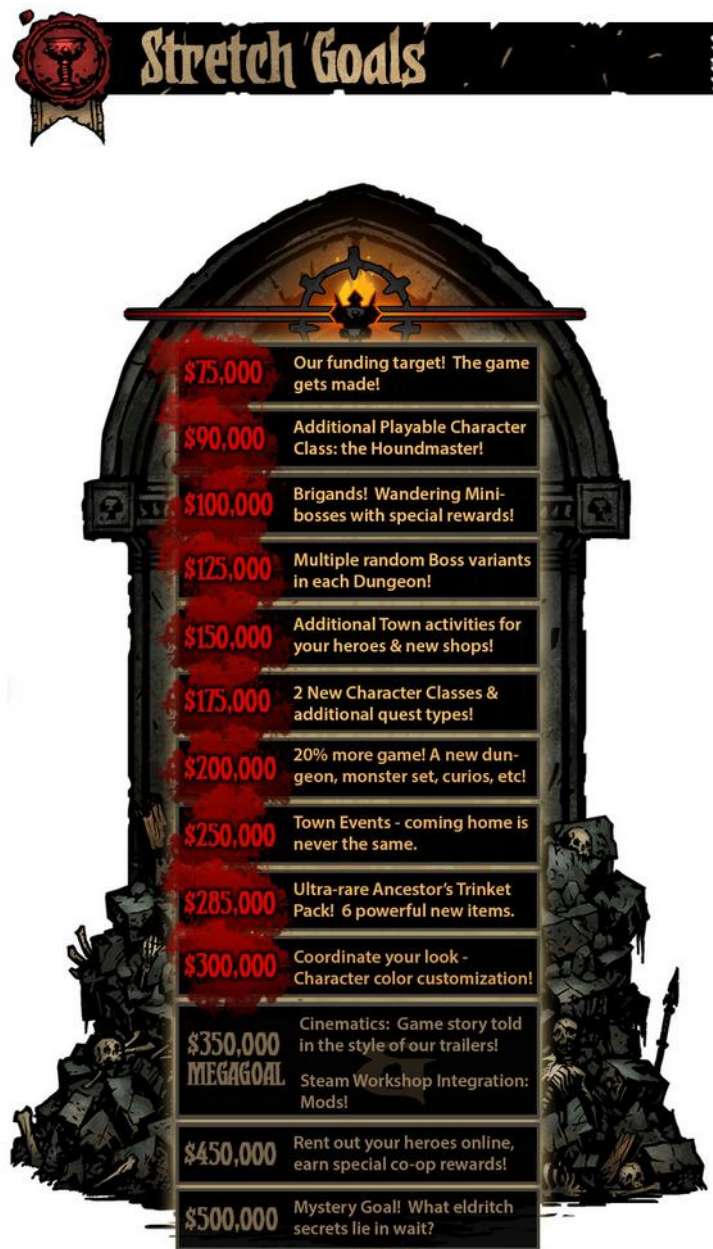 Stretch Goals
$75,000
Our funding target! The game
gets made!
$90,000
Additional Playable Character
Class: the Houndmaster!
$100,000
Brigands! Wandering Mini-
bosses with special rewards!
$125,000
Multiple random Boss variants
in each Dungeon!
$150,000
Additional Town activities for
your heroes & new shops!
$175,000
2 New Character Classes &
additional quest types!
$200,000
20% more game! A new dun-
geon, monster set, curios, etc!
$250,000
Town Events - coming home is
never the same.
$285,000
Ultra-rare Ancestor's Trinket
Pack! 6 powerful new items.
$300,000
Coordinate your look -
Character color customization!
$350,000
MEGAGOAL
Cinematics: Game story told
in the style of our trailers!
Steam Workshop Integration:
Mods!
$450,000
Rent out your heroes online,
earn special co-op rewards!
$500,000
Mystery Goal! What eldritch
secrets lie in wait?